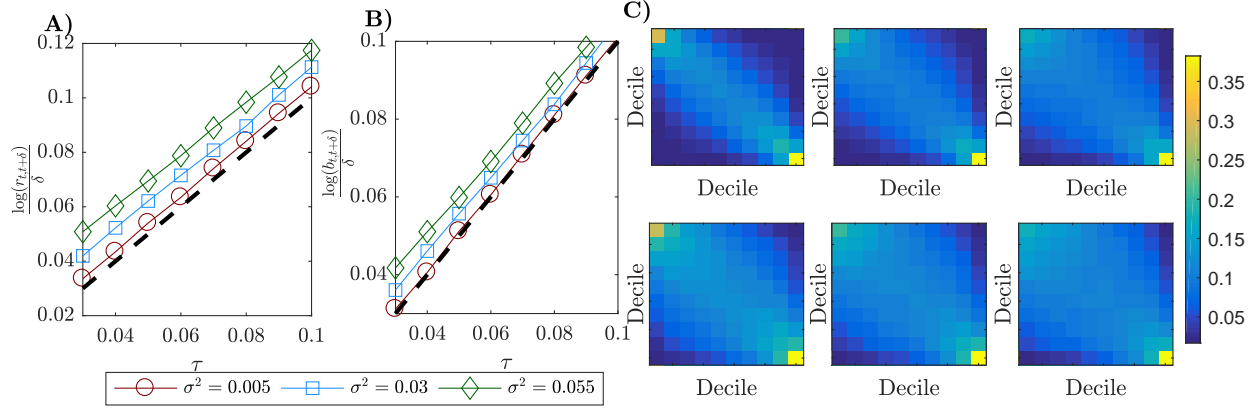 A)
0.12
0.1
0.08
0.06
0.04
0.02
log(r_{t,t+δ})
δ
0.04 0.06 0.08 0.1
τ
B)
0.1
0.08
0.06
0.04
log(b_{t,t+δ})
δ
0.04 0.06 0.08 0.1
τ
σ² = 0.005 σ² = 0.03 σ² = 0.055
C)
Decile Decile Decile
Decile Decile Decile
Decile Decile Decile
Decile Decile Decile
0.35
0.3
0.25
0.2
0.15
0.1
0.05